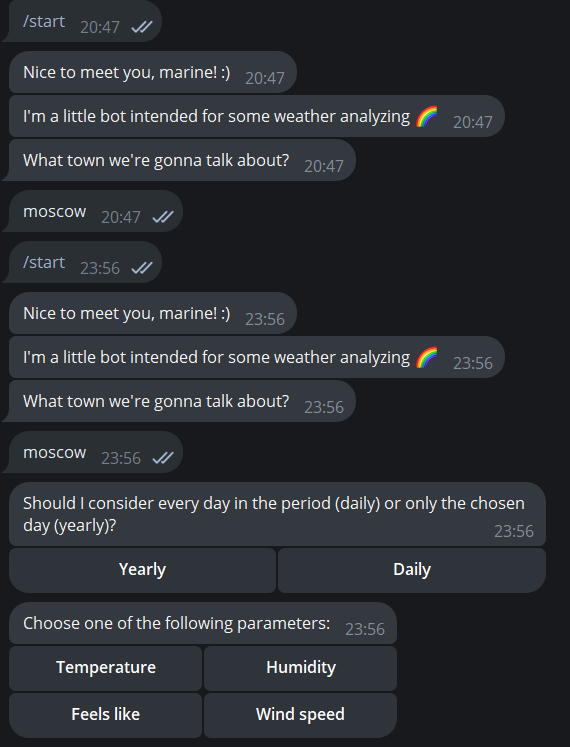 /start 20:47
Nice to meet you, marine! :) 20:47
I'm a little bot intended for some weather analyzing 🌈 20:47
What town we're gonna talk about? 20:47
moscow 20:47
/start 23:56
Nice to meet you, marine! :) 23:56
I'm a little bot intended for some weather analyzing 🌈 23:56
What town we're gonna talk about? 23:56
moscow 23:56
Should I consider every day in the period (daily) or only the chosen
day (yearly)? 23:56
Yearly Daily
Choose one of the following parameters: 23:56
Temperature Humidity
Feels like Wind speed